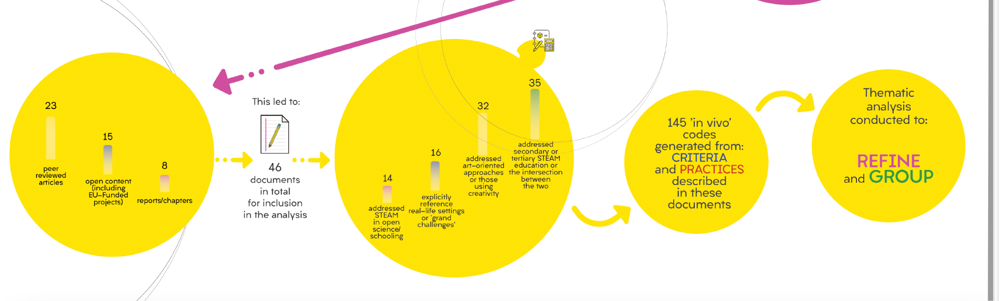 23
peer
reviewed
articles
15
open content
(including
EU-Funded
projects)
8
reports/chapters
This led to:
46
documents
in total
for inclusion
in the analysis
14
addressed
STEAM
in open
science/
schooling
16
explicitly
reference
real-life settings
or 'grand
challenges'
32
addressed
art-oriented
approaches
or those
using
creativity
35
addressed
secondary or
tertiary STEAM
education or
the intersection
between
the two
145 'in vivo'
codes
generated from:
CRITERIA
and PRACTICES
described
in these
documents
Thematic
analysis
conducted to:
REFINE
and GROUP